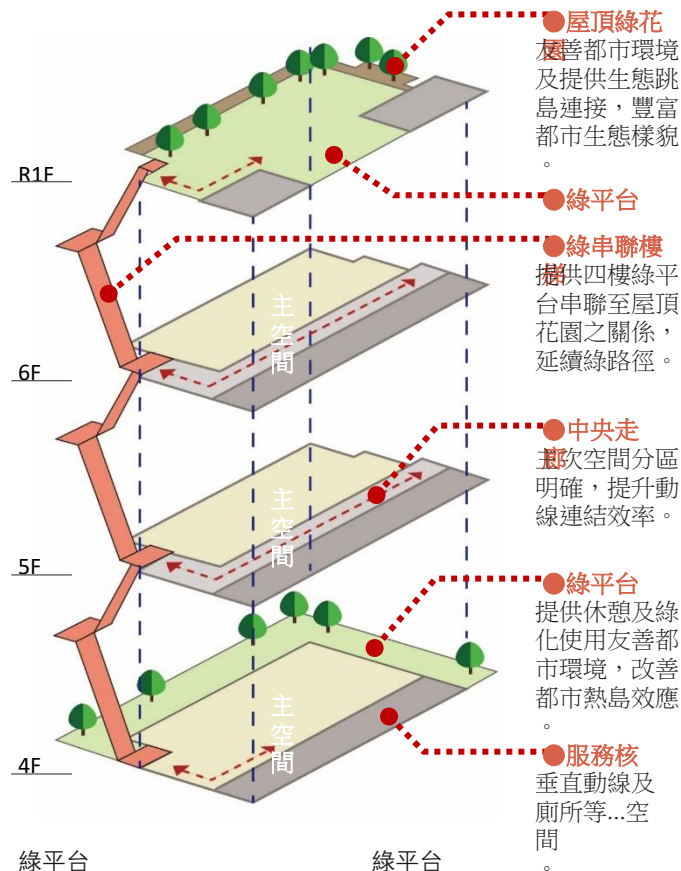 ●屋頂綠花
園
友善都市環境
及提供生態跳
島連接，豐富
都市生態樣貌
。
R1F
●綠平台
●綠串聯樓
梯
提供四樓綠平
台串聯至屋頂
花園之關係，
延續綠路徑。
主
空
間
6F
●中央走
廊
主次空間分區
明確，提升動
線連結效率。
主
空
間
5F
●綠平台
提供休憩及綠
化使用友善都
市環境，改善
都市熱島效應
。
主
空
間
4F
●服務核
垂直動線及
廁所等...空
間
。
綠平台
綠平台